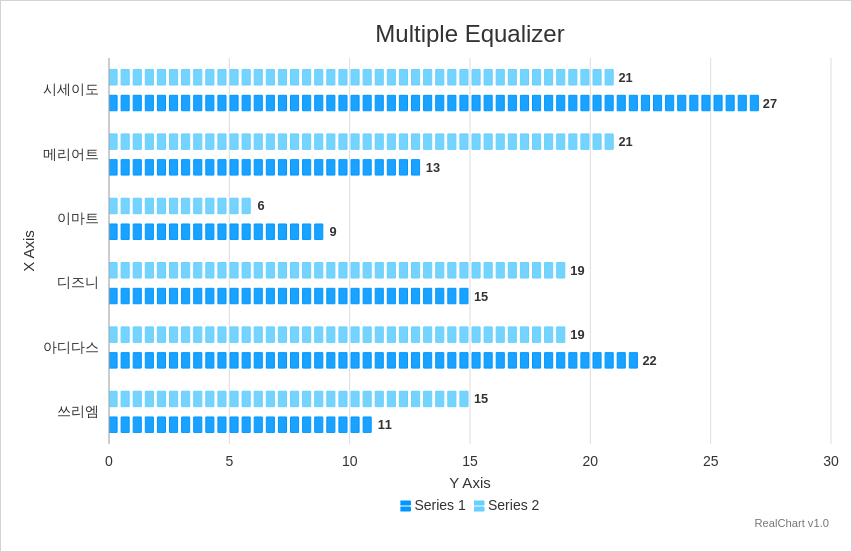 Multiple Equalizer
시세이도
21
27
메리어트
21
13
이마트
6
9
X Axis
디즈니
19
15
아디다스
19
22
쓰리엠
15
11
0 5 10 15 20 25 30
Y Axis
Series 1 Series 2
RealChart v1.0